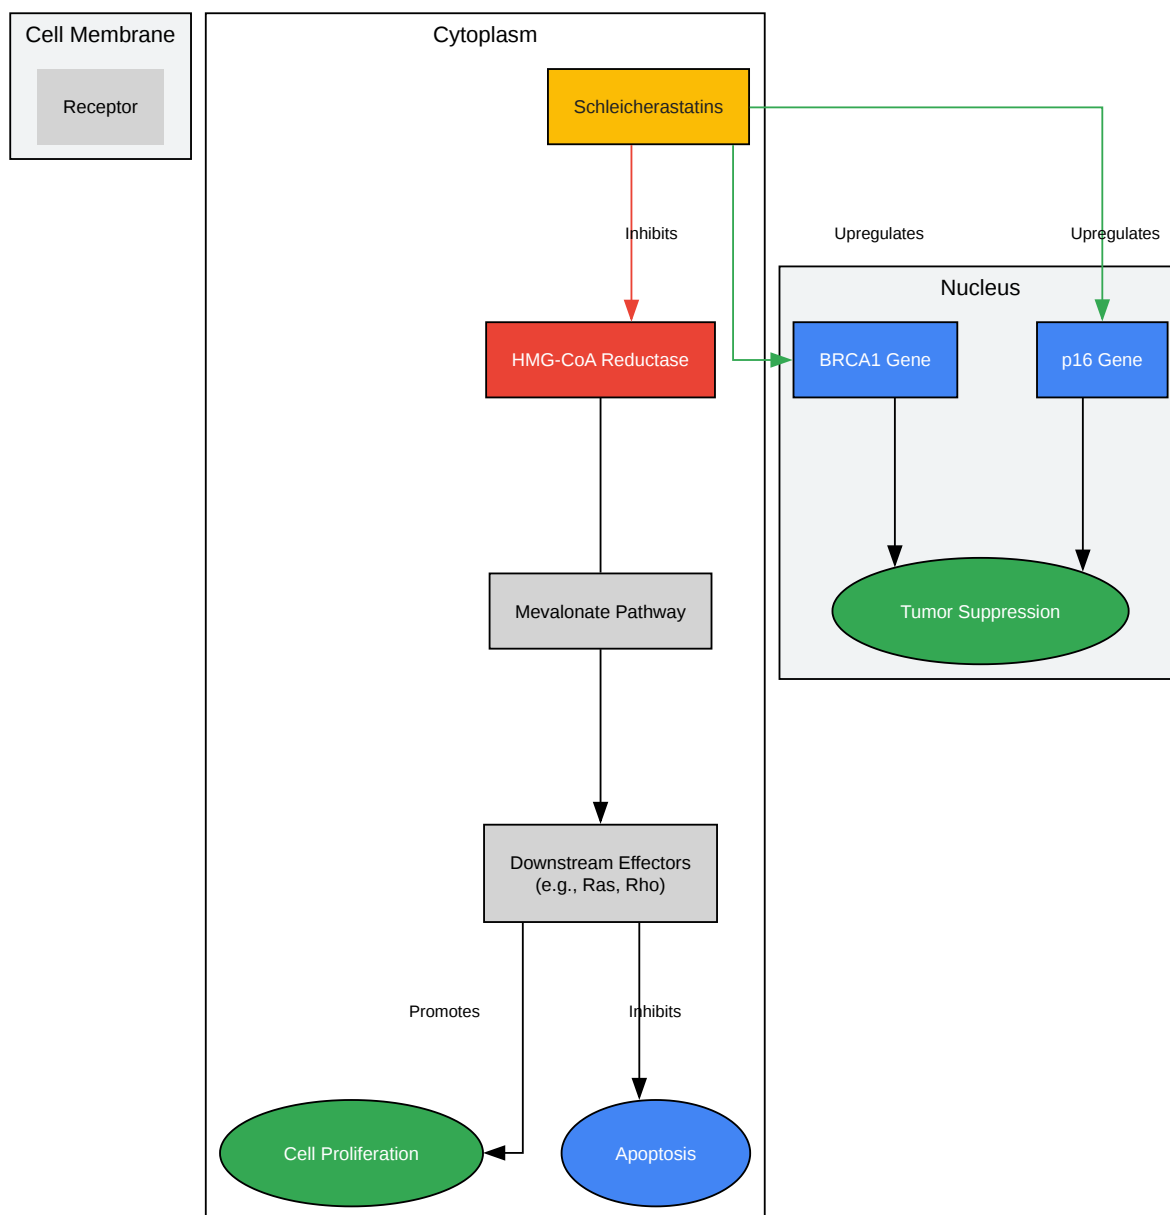 Cell Membrane
Receptor
Cytoplasm
Schleicherastatins
Inhibits
Upregulates
Upregulates
Nucleus
HMG-CoA Reductase
BRCA1 Gene
p16 Gene
Mevalonate Pathway
Tumor Suppression
Downstream Effectors
(e.g., Ras, Rho)
Promotes
Inhibits
Cell Proliferation
Apoptosis